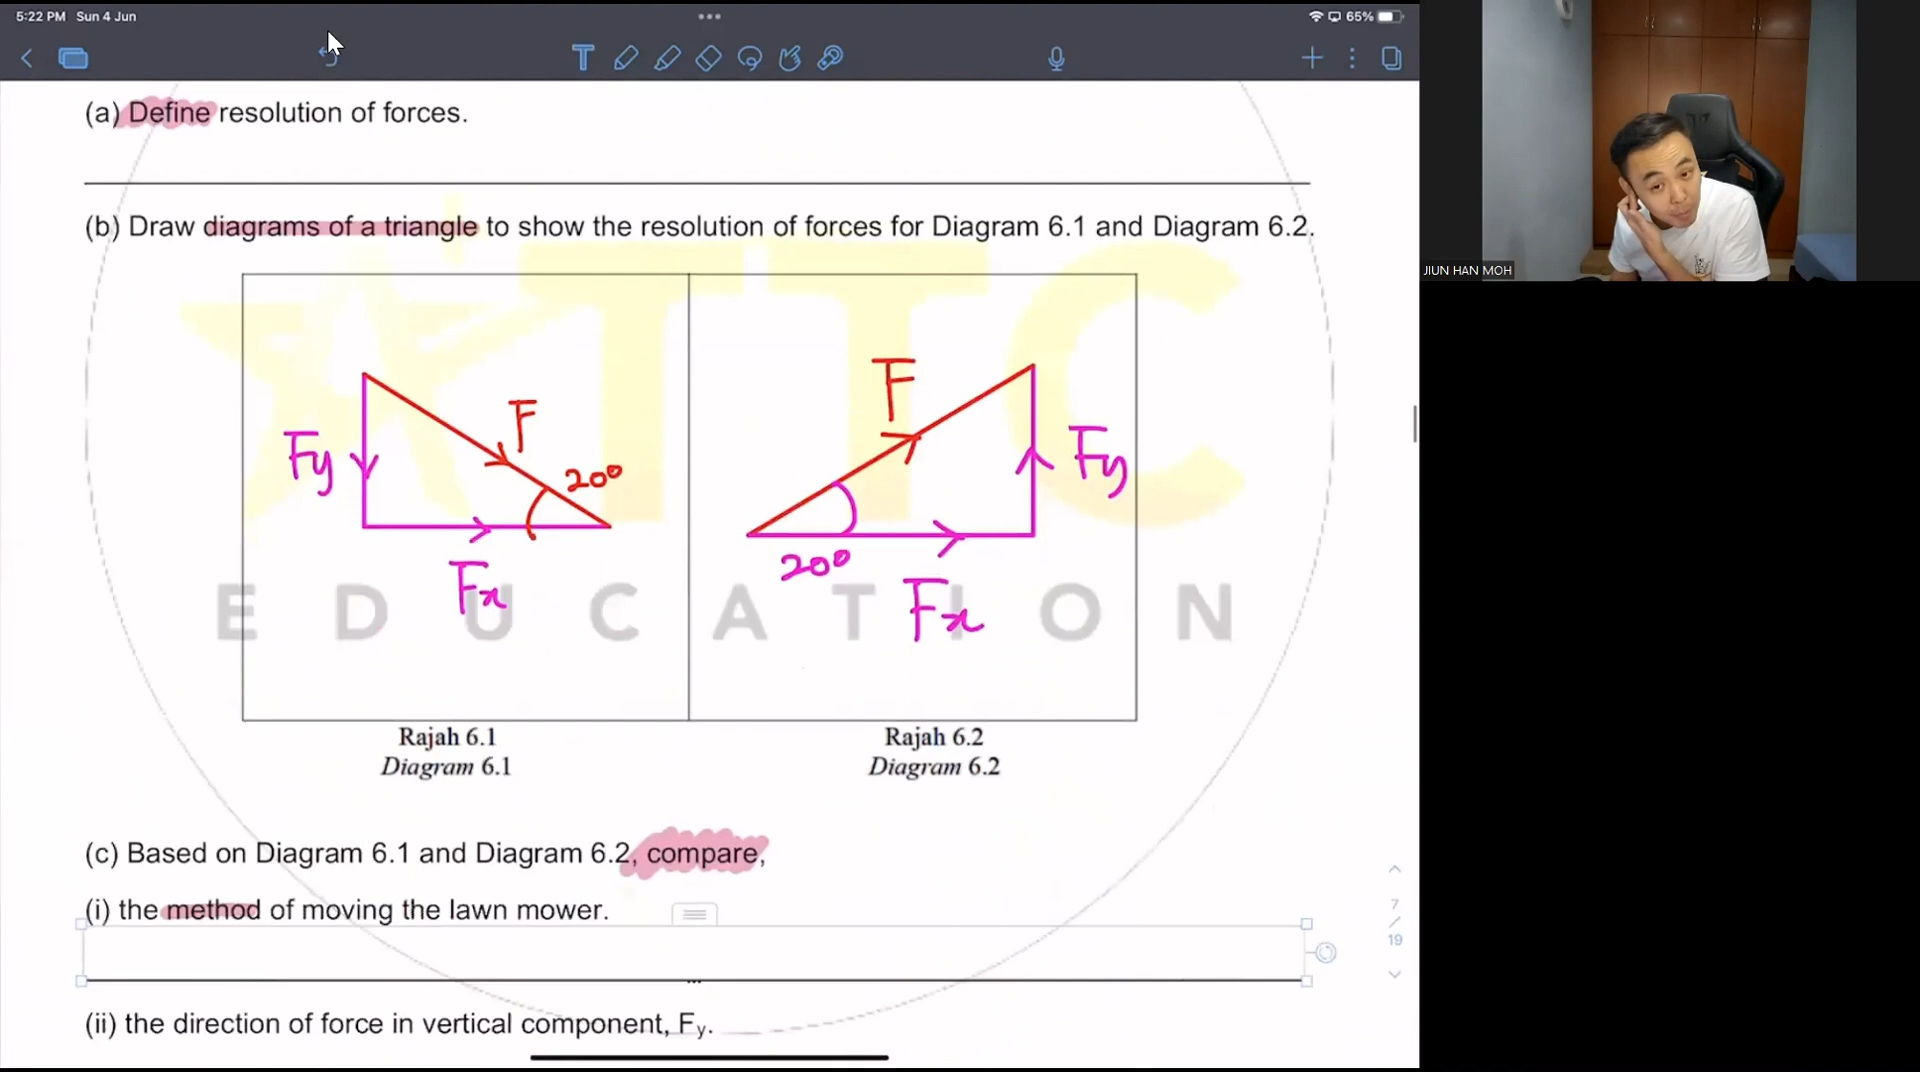 5:22 PM Sun 4 Jun
65%
(a) Define resolution of forces.
(b) Draw diagrams of a triangle to show the resolution of forces for Diagram 6.1 and Diagram 6.2.
TTC
F
F
Fy
20°
Fy
20°
Fx
Fx
EDUCATION
Rajah 6.1
Diagram 6.1
Rajah 6.2
Diagram 6.2
(c) Based on Diagram 6.1 and Diagram 6.2, compare,
(i) the method of moving the lawn mower.
7
/
19
(ii) the direction of force in vertical component, Fy.
JIUN HAN MOH